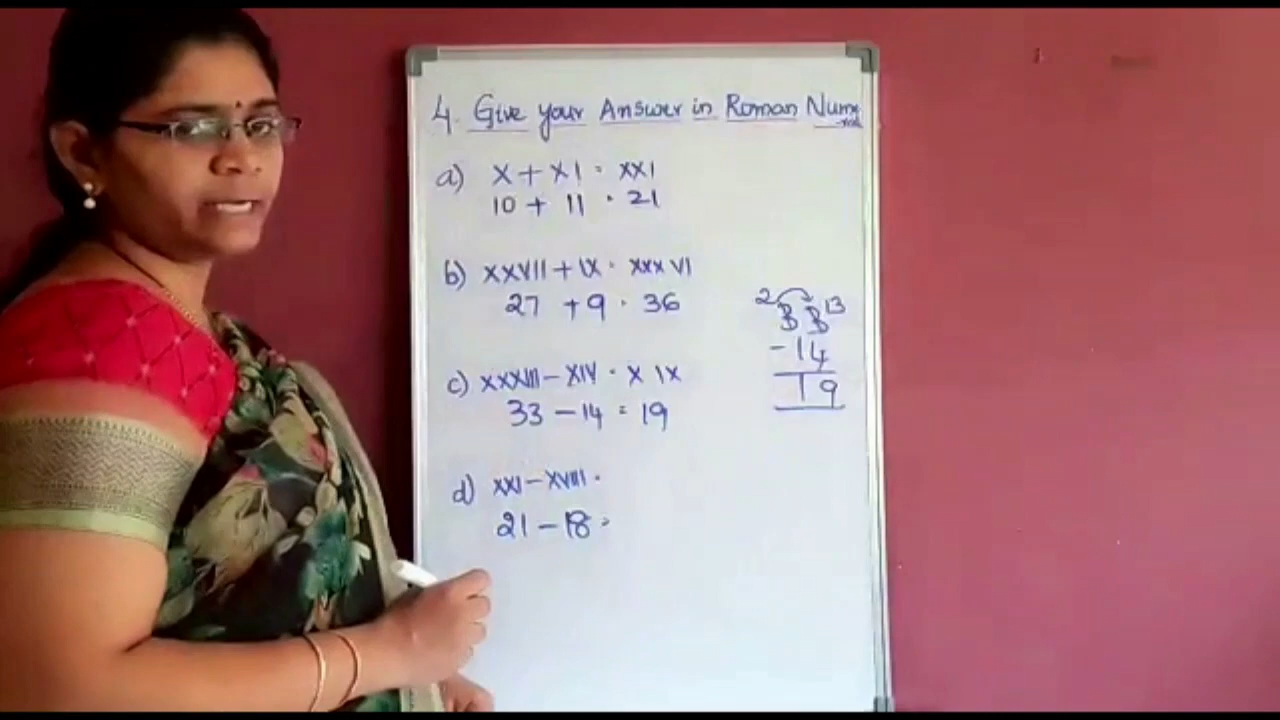 4. Give your Answer in Roman Num
a) X + XI = XXI
10 + 11 = 21
b) XXVII + IX = XXXVI
27 + 9 = 36
c) XXXIII - XIV = XIX
33 - 14 = 19
d) XXI - XVIII =
21 - 18 =
2 13
3 3
- 14
19